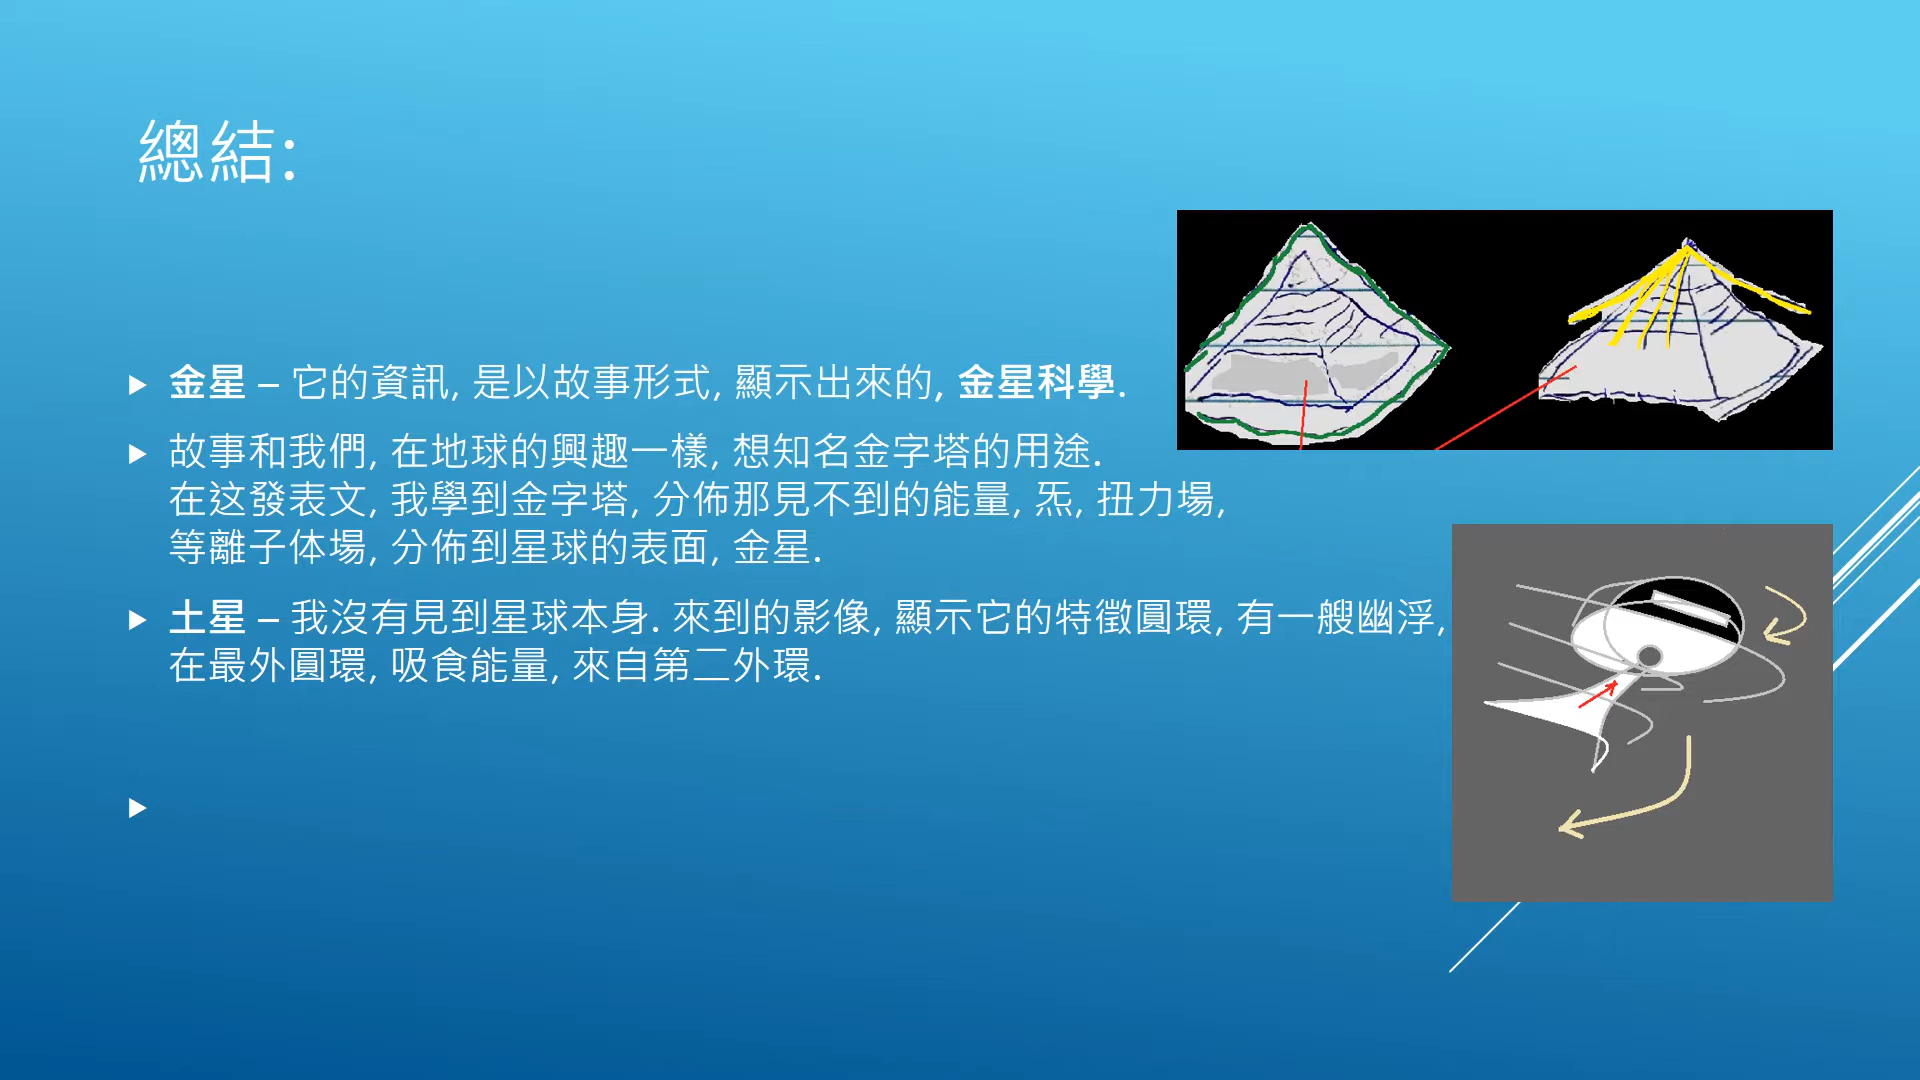 總結:
金星 – 它的資訊, 是以故事形式, 顯示出來的, 金星科學.
故事和我們, 在地球的興趣一樣, 想知名金字塔的用途.
在这發表文, 我學到金字塔, 分佈那見不到的能量, 炁, 扭力場,
等離子体場, 分佈到星球的表面, 金星.
土星 – 我沒有見到星球本身. 來到的影像, 顯示它的特徵圓環, 有一艘幽浮,
在最外圓環, 吸食能量, 來自第二外環.